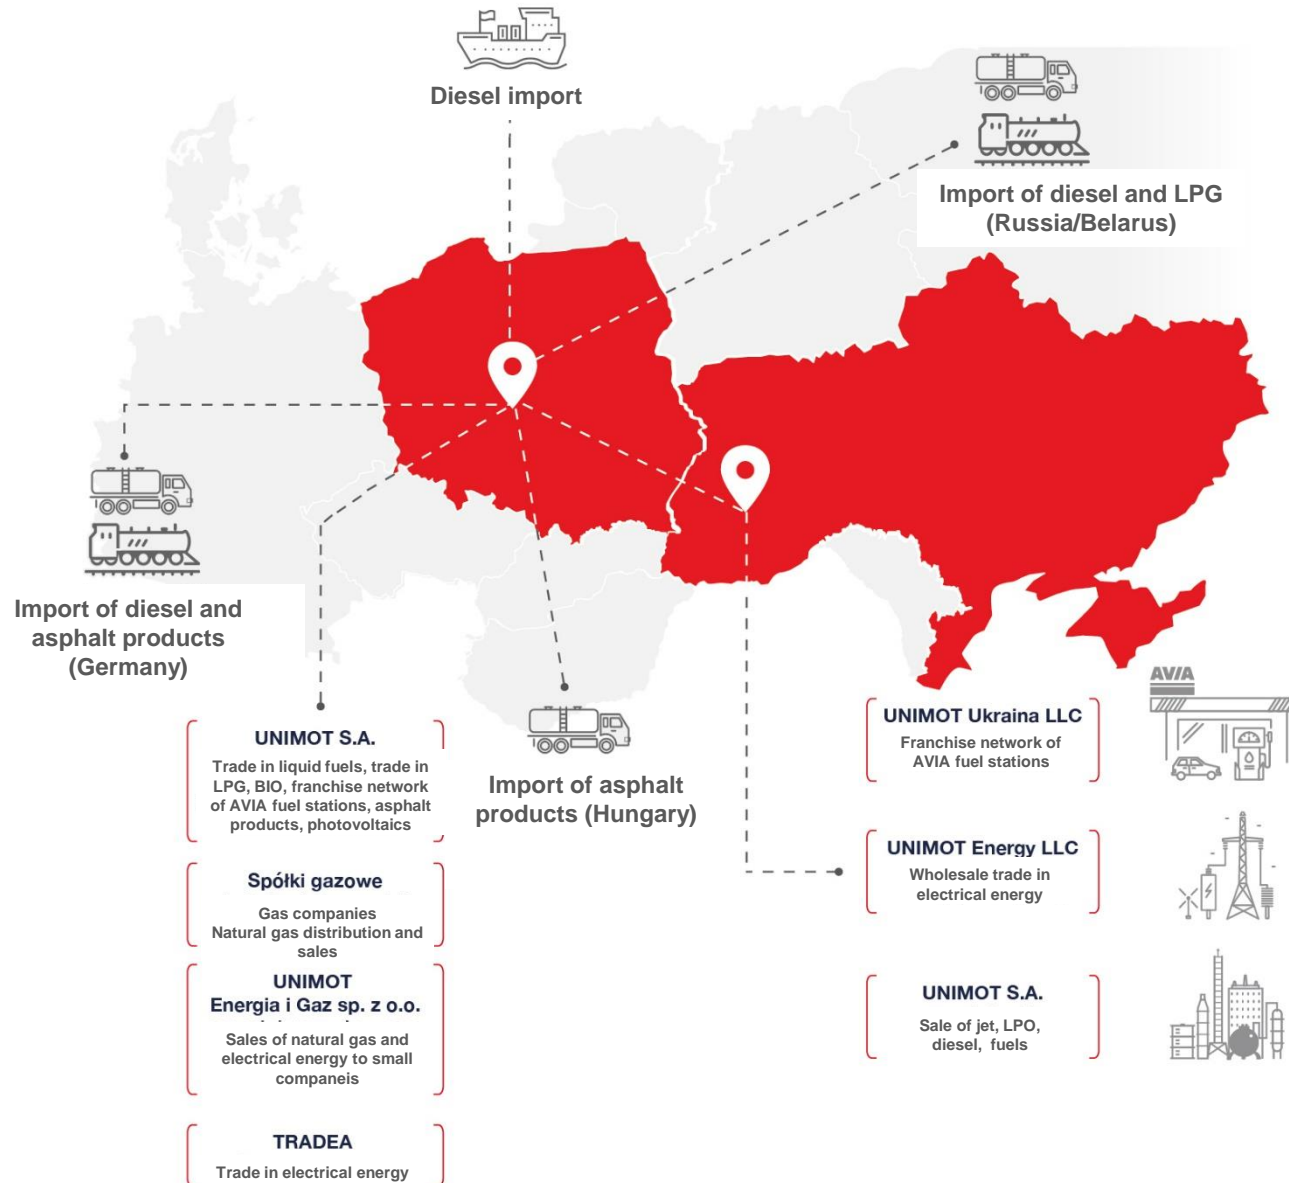 Diesel import
Import of diesel and LPG
(Russia/Belarus)
Import of diesel and
asphalt products
(Germany)
Import of asphalt
products (Hungary)
UNIMOT S.A.
Trade in liquid fuels, trade in
LPG, BIO, franchise network
of AVIA fuel stations, asphalt
products, photovoltaics
Spółki gazowe
Gas companies
Natural gas distribution and
sales
UNIMOT
Energia i Gaz sp. z o.o.
Sales of natural gas and
electrical energy to small
companeis
TRADEA
Trade in electrical energy
AVIA
UNIMOT Ukraina LLC
Franchise network of
AVIA fuel stations
UNIMOT Energy LLC
Wholesale trade in
electrical energy
UNIMOT S.A.
Sale of jet, LPO,
diesel, fuels